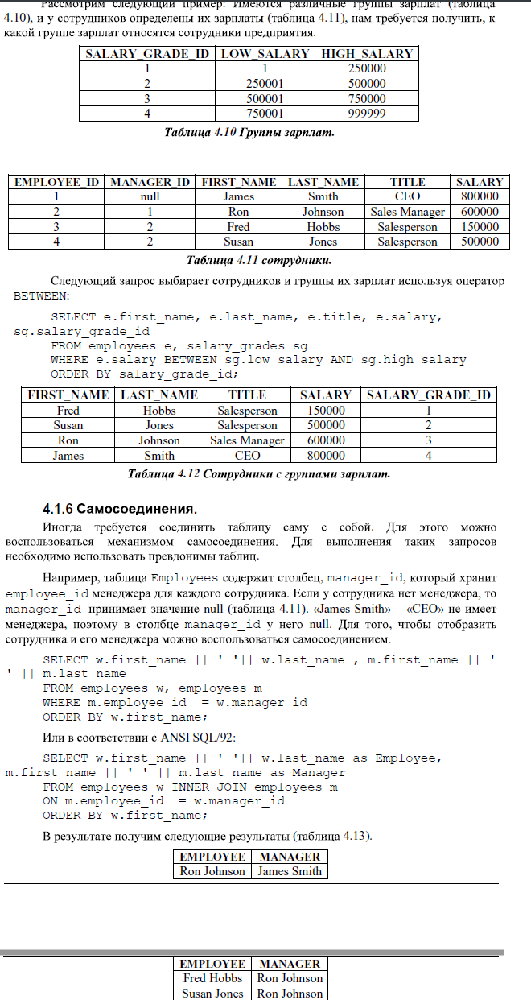 Рассмотрим следующий пример: Имеются различные группы зарплат (таблица
4.10), и у сотрудников определены их зарплаты (таблица 4.11), нам требуется получить, к
какой группе зарплат относятся сотрудники предприятия.
SALARY_GRADE_ID LOW_SALARY HIGH_SALARY
1 1 250000
2 250001 500000
3 500001 750000
4 750001 999999
Таблица 4.10 Группы зарплат.
EMPLOYEE_ID MANAGER_ID FIRST_NAME LAST_NAME TITLE SALARY
1 null James Smith CEO 800000
2 1 Ron Johnson Sales Manager 600000
3 2 Fred Hobbs Salesperson 150000
4 2 Susan Jones Salesperson 500000
Таблица 4.11 сотрудники.
Следующий запрос выбирает сотрудников и группы их зарплат используя оператор
BETWEEN:
SELECT e.first_name, e.last_name, e.title, e.salary,
sg.salary_grade_id
FROM employees e, salary_grades sg
WHERE e.salary BETWEEN sg.low_salary AND sg.high_salary
ORDER BY salary_grade_id;
FIRST_NAME LAST_NAME TITLE SALARY SALARY_GRADE_ID
Fred Hobbs Salesperson 150000 1
Susan Jones Salesperson 500000 2
Ron Johnson Sales Manager 600000 3
James Smith CEO 800000 4
Таблица 4.12 Сотрудники с группами зарплат.
4.1.6 Самосоединения.
Иногда требуется соединить таблицу саму с собой. Для этого можно
воспользоваться механизмом самосоединения. Для выполнения таких запросов
необходимо использовать превдонимы таблиц.
Например, таблица Employees содержит столбец, manager_id, который хранит
employee_id менеджера для каждого сотрудника. Если у сотрудника нет менеджера, то
manager_id принимает значение null (таблица 4.11). «James Smith» – «CEO» не имеет
менеджера, поэтому в столбце manager_id у него null. Для того, чтобы отобразить
сотрудника и его менеджера можно воспользоваться самосоединением.
SELECT w.first_name || ' '|| w.last_name , m.first_name || '
' || m.last_name
FROM employees w, employees m
WHERE m.employee_id = w.manager_id
ORDER BY w.first_name;
Или в соответствии с ANSI SQL/92:
SELECT w.first_name || ' '|| w.last_name as Employee,
m.first_name || ' ' || m.last_name as Manager
FROM employees w INNER JOIN employees m
ON m.employee_id = w.manager_id
ORDER BY w.first_name;
В результате получим следующие результаты (таблица 4.13).
EMPLOYEE MANAGER
Ron Johnson James Smith
EMPLOYEE MANAGER
Fred Hobbs Ron Johnson
Susan Jones Ron Johnson